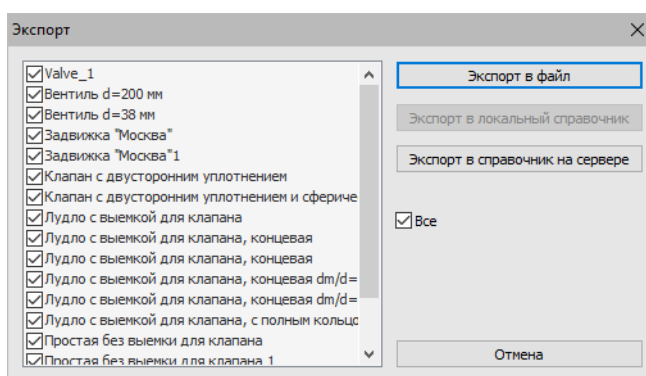 Экспорт
Valve_1
Вентиль d=200 мм
Вентиль d=38 мм
Задвижка "Москва"
Задвижка "Москва"1
Клапан с двусторонним уплотнением
Клапан с двусторонним уплотнением и сфериче
Лудло с выемкой для клапана
Лудло с выемкой для клапана, концевая
Лудло с выемкой для клапана, концевая
Лудло с выемкой для клапана, концевая dm/d=
Лудло с выемкой для клапана, концевая dm/d=
Лудло с выемкой для клапана, с полным кольцо
Простая без выемки для клапана
Простая без выемки для клапана 1
Экспорт в файл
Экспорт в локальный справочник
Экспорт в справочник на сервере
Все
Отмена